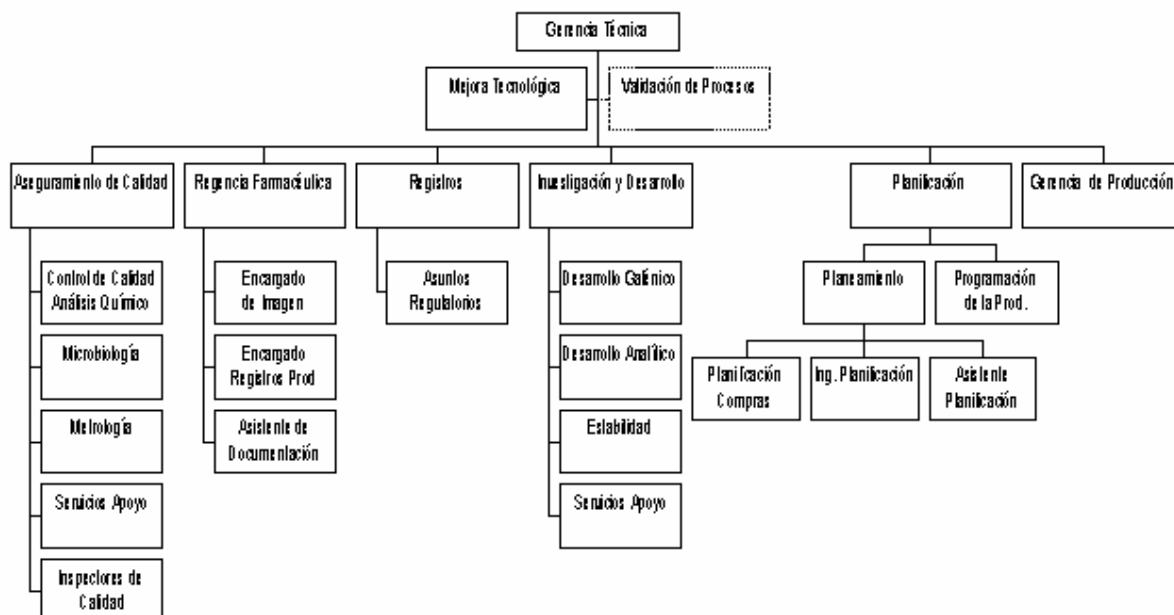 Gerencia Técnica
Mejora Tecnológica
Validación de Procesos
Aseguramiento de Calidad
Regencia Farmacéutica
Registros
Investigación y Desarrollo
Planificación
Gerencia de Producción
Control de Calidad
Análisis Químico
Microbiología
Metrología
Servicios Apoyo
Inspectores de
Calidad
Encargado
de Imagen
Encargado
Registros Prod
Asistente de
Documentación
Asuntos
Regulatorios
Desarrollo Galénico
Desarrollo Analítico
Estabilidad
Servicios Apoyo
Planeamiento
Programación
de la Prod.
Planifcación
Compras
Ing. Planificación
Asistente
Planificación